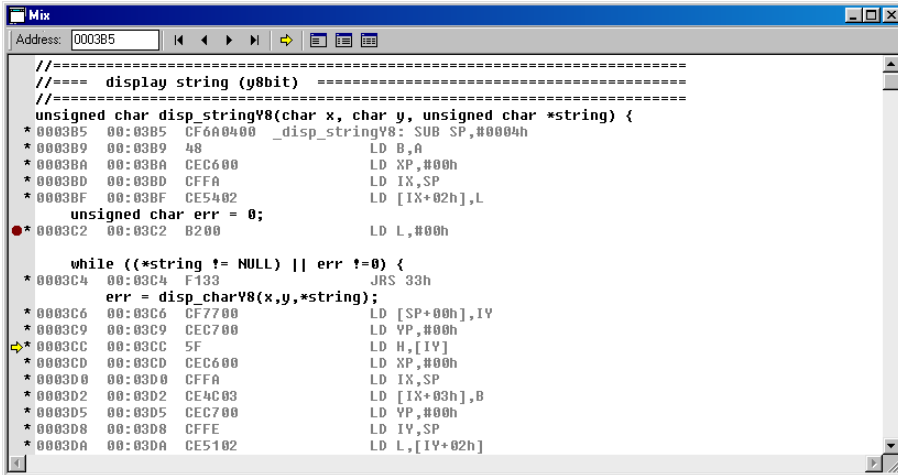 Mix
Address: 0003B5
//=======================================================================
//==== display string (y8bit) =========================================
//=======================================================================
unsigned char disp_stringY8(char x, char y, unsigned char *string) {
* 0003B5 00:03B5 CF6A0400 _disp_stringY8: SUB SP,#0004h
* 0003B9 00:03B9 48 LD B,A
* 0003BA 00:03BA CEC600 LD XP,#00h
* 0003BD 00:03BD CFFA LD IX,SP
* 0003BF 00:03BF CE5402 LD [IX+02h],L
unsigned char err = 0;
* 0003C2 00:03C2 B200 LD L,#00h
while ((*string != NULL) || err !=0) {
* 0003C4 00:03C4 F133 JRS 33h
err = disp_charY8(x,y,*string);
* 0003C6 00:03C6 CF7700 LD [SP+00h],IY
* 0003C9 00:03C9 CEC700 LD YP,#00h
* 0003CC 00:03CC 5F LD H,[IY]
* 0003CD 00:03CD CEC600 LD XP,#00h
* 0003D0 00:03D0 CFFA LD IX,SP
* 0003D2 00:03D2 CE4C03 LD [IX+03h],B
* 0003D5 00:03D5 CEC700 LD YP,#00h
* 0003D8 00:03D8 CFFE LD IY,SP
* 0003DA 00:03DA CE5102 LD L,[IY+02h]